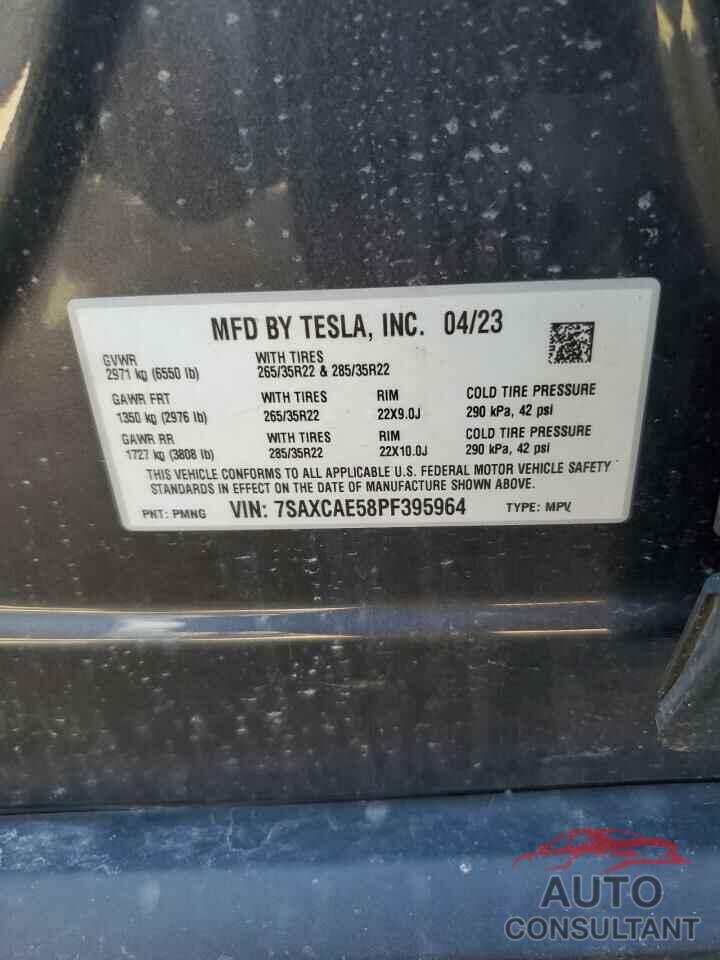 MFD BY TESLA, INC. 04/23
GVWR
2971 kg (6550 lb)
WITH TIRES
265/35R22 & 285/35R22
GAWR FRT
1350 kg (2976 lb)
WITH TIRES
265/35R22
RIM
22X9.0J
COLD TIRE PRESSURE
290 kPa, 42 psi
GAWR RR
1727 kg (3808 lb)
WITH TIRES
285/35R22
RIM
22X10.0J
COLD TIRE PRESSURE
290 kPa, 42 psi
THIS VEHICLE CONFORMS TO ALL APPLICABLE U.S. FEDERAL MOTOR VEHICLE SAFETY
STANDARDS IN EFFECT ON THE DATE OF MANUFACTURE SHOWN ABOVE.
PNT: PMNG VIN: 7SAXCAE58PF395964 TYPE: MPV
AUTO
CONSULTANT